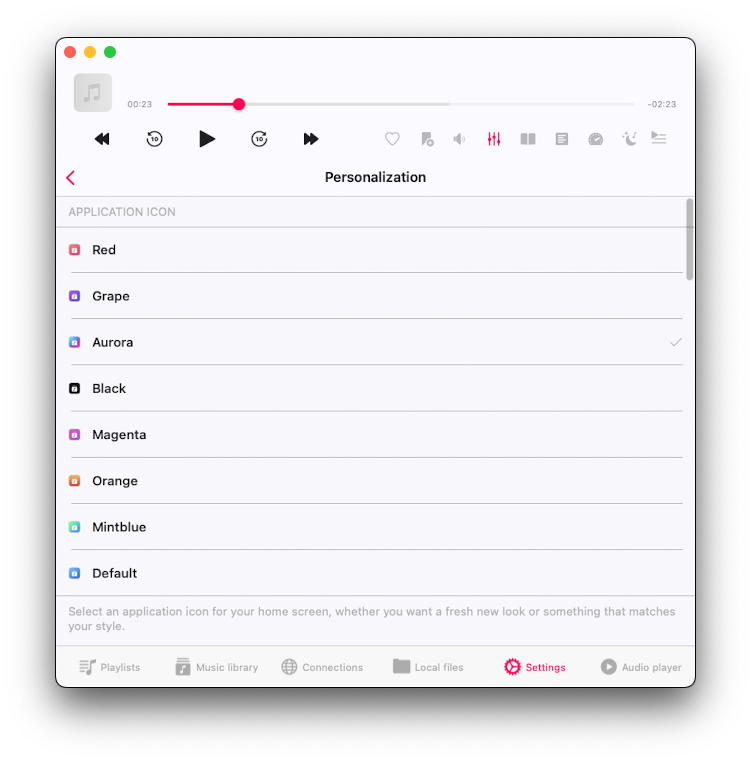 00:23
-02:23
10
10
Personalization
APPLICATION ICON
Red
Grape
Aurora
Black
Magenta
Orange
Mintblue
Default
Select an application icon for your home screen, whether you want a fresh new look or something that matches
your style.
Playlists
Music library
Connections
Local files
Settings
Audio player